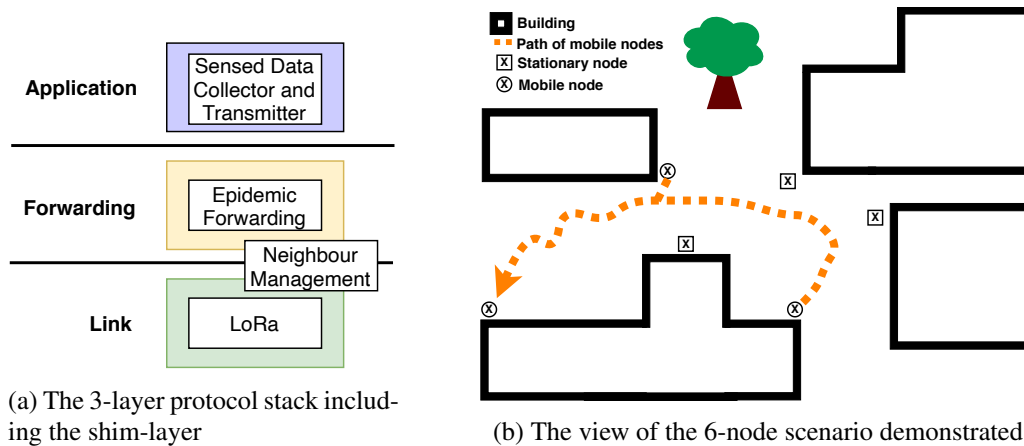 Application
Sensed Data
Collector and
Transmitter
Forwarding
Epidemic
Forwarding
Neighbour
Management
Link
LoRa
(a) The 3-layer protocol stack includ-
ing the shim-layer
Building
Path of mobile nodes
x Stationary node
x Mobile node
x
x
x
x
x
x
(b) The view of the 6-node scenario demonstrated